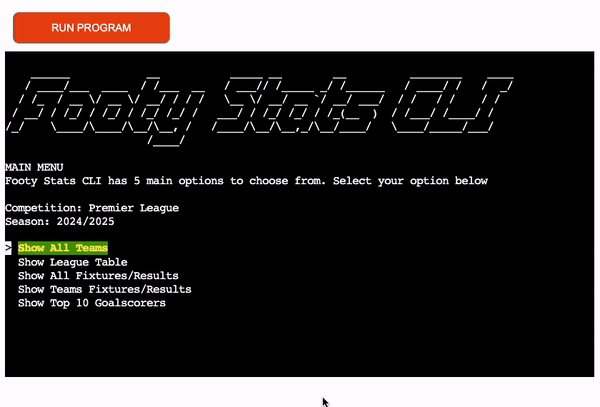 RUN PROGRAM
Footy Stats CLI
MAIN MENU
Footy Stats CLI has 5 main options to choose from. Select your option below
Competition: Premier League
Season: 2024/2025
> Show All Teams
Show League Table
Show All Fixtures/Results
Show Teams Fixtures/Results
Show Top 10 Goalscorers